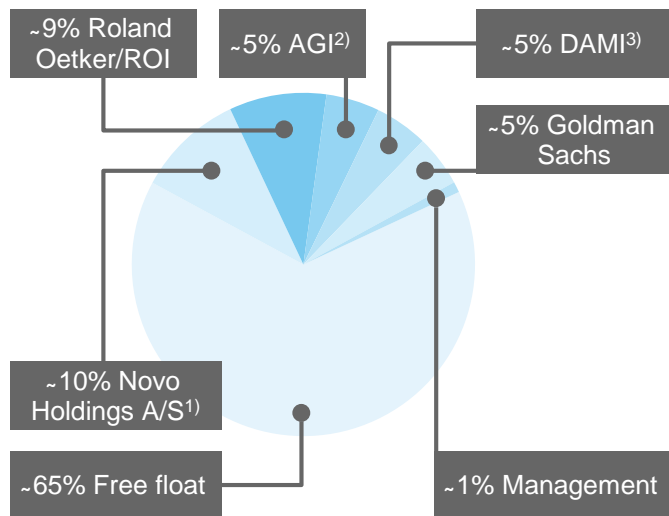 ~9% Roland
Oetker/ROI
~5% AGI2)
~5% DAMI3)
~5% Goldman
Sachs
~10% Novo
Holdings A/S1)
~65% Free float
~1% Management